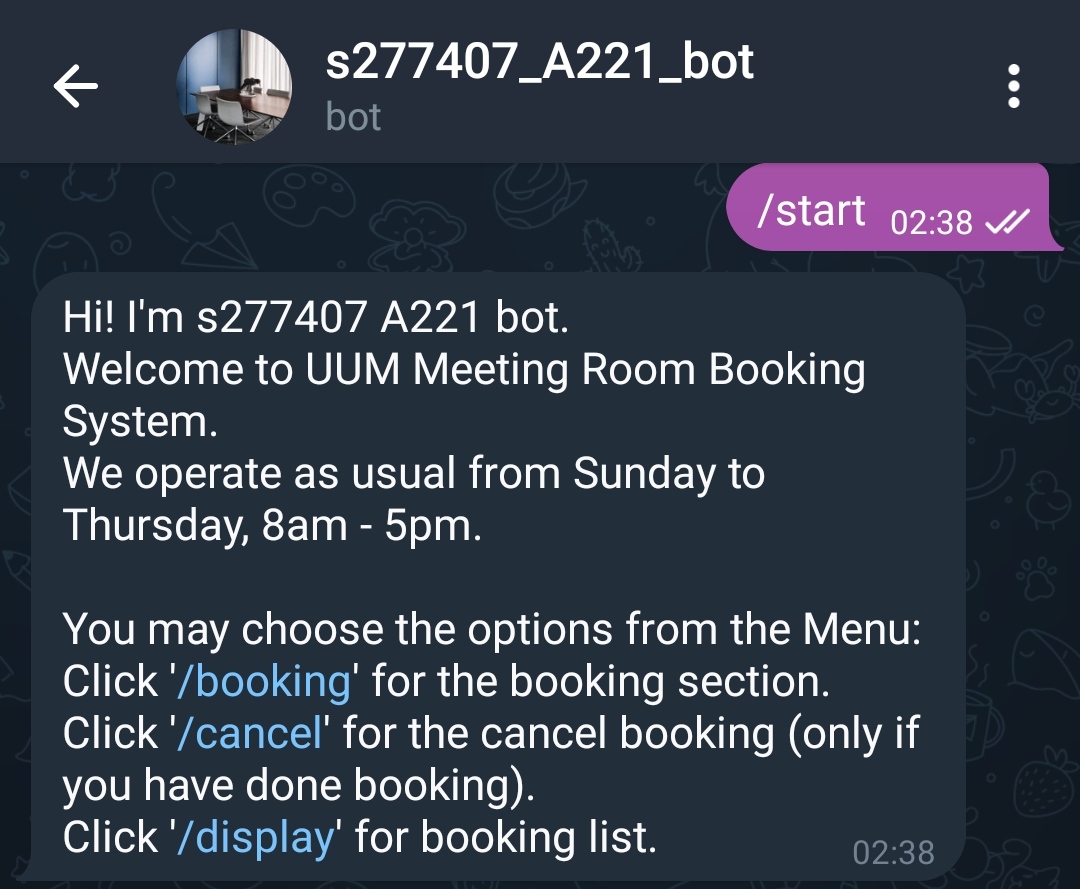 s277407_A221_bot
bot
/start 02:38
Hi! I'm s277407 A221 bot.
Welcome to UUM Meeting Room Booking
System.
We operate as usual from Sunday to
Thursday, 8am - 5pm.
You may choose the options from the Menu:
Click '/booking' for the booking section.
Click '/cancel' for the cancel booking (only if
you have done booking).
Click '/display' for booking list.
02:38